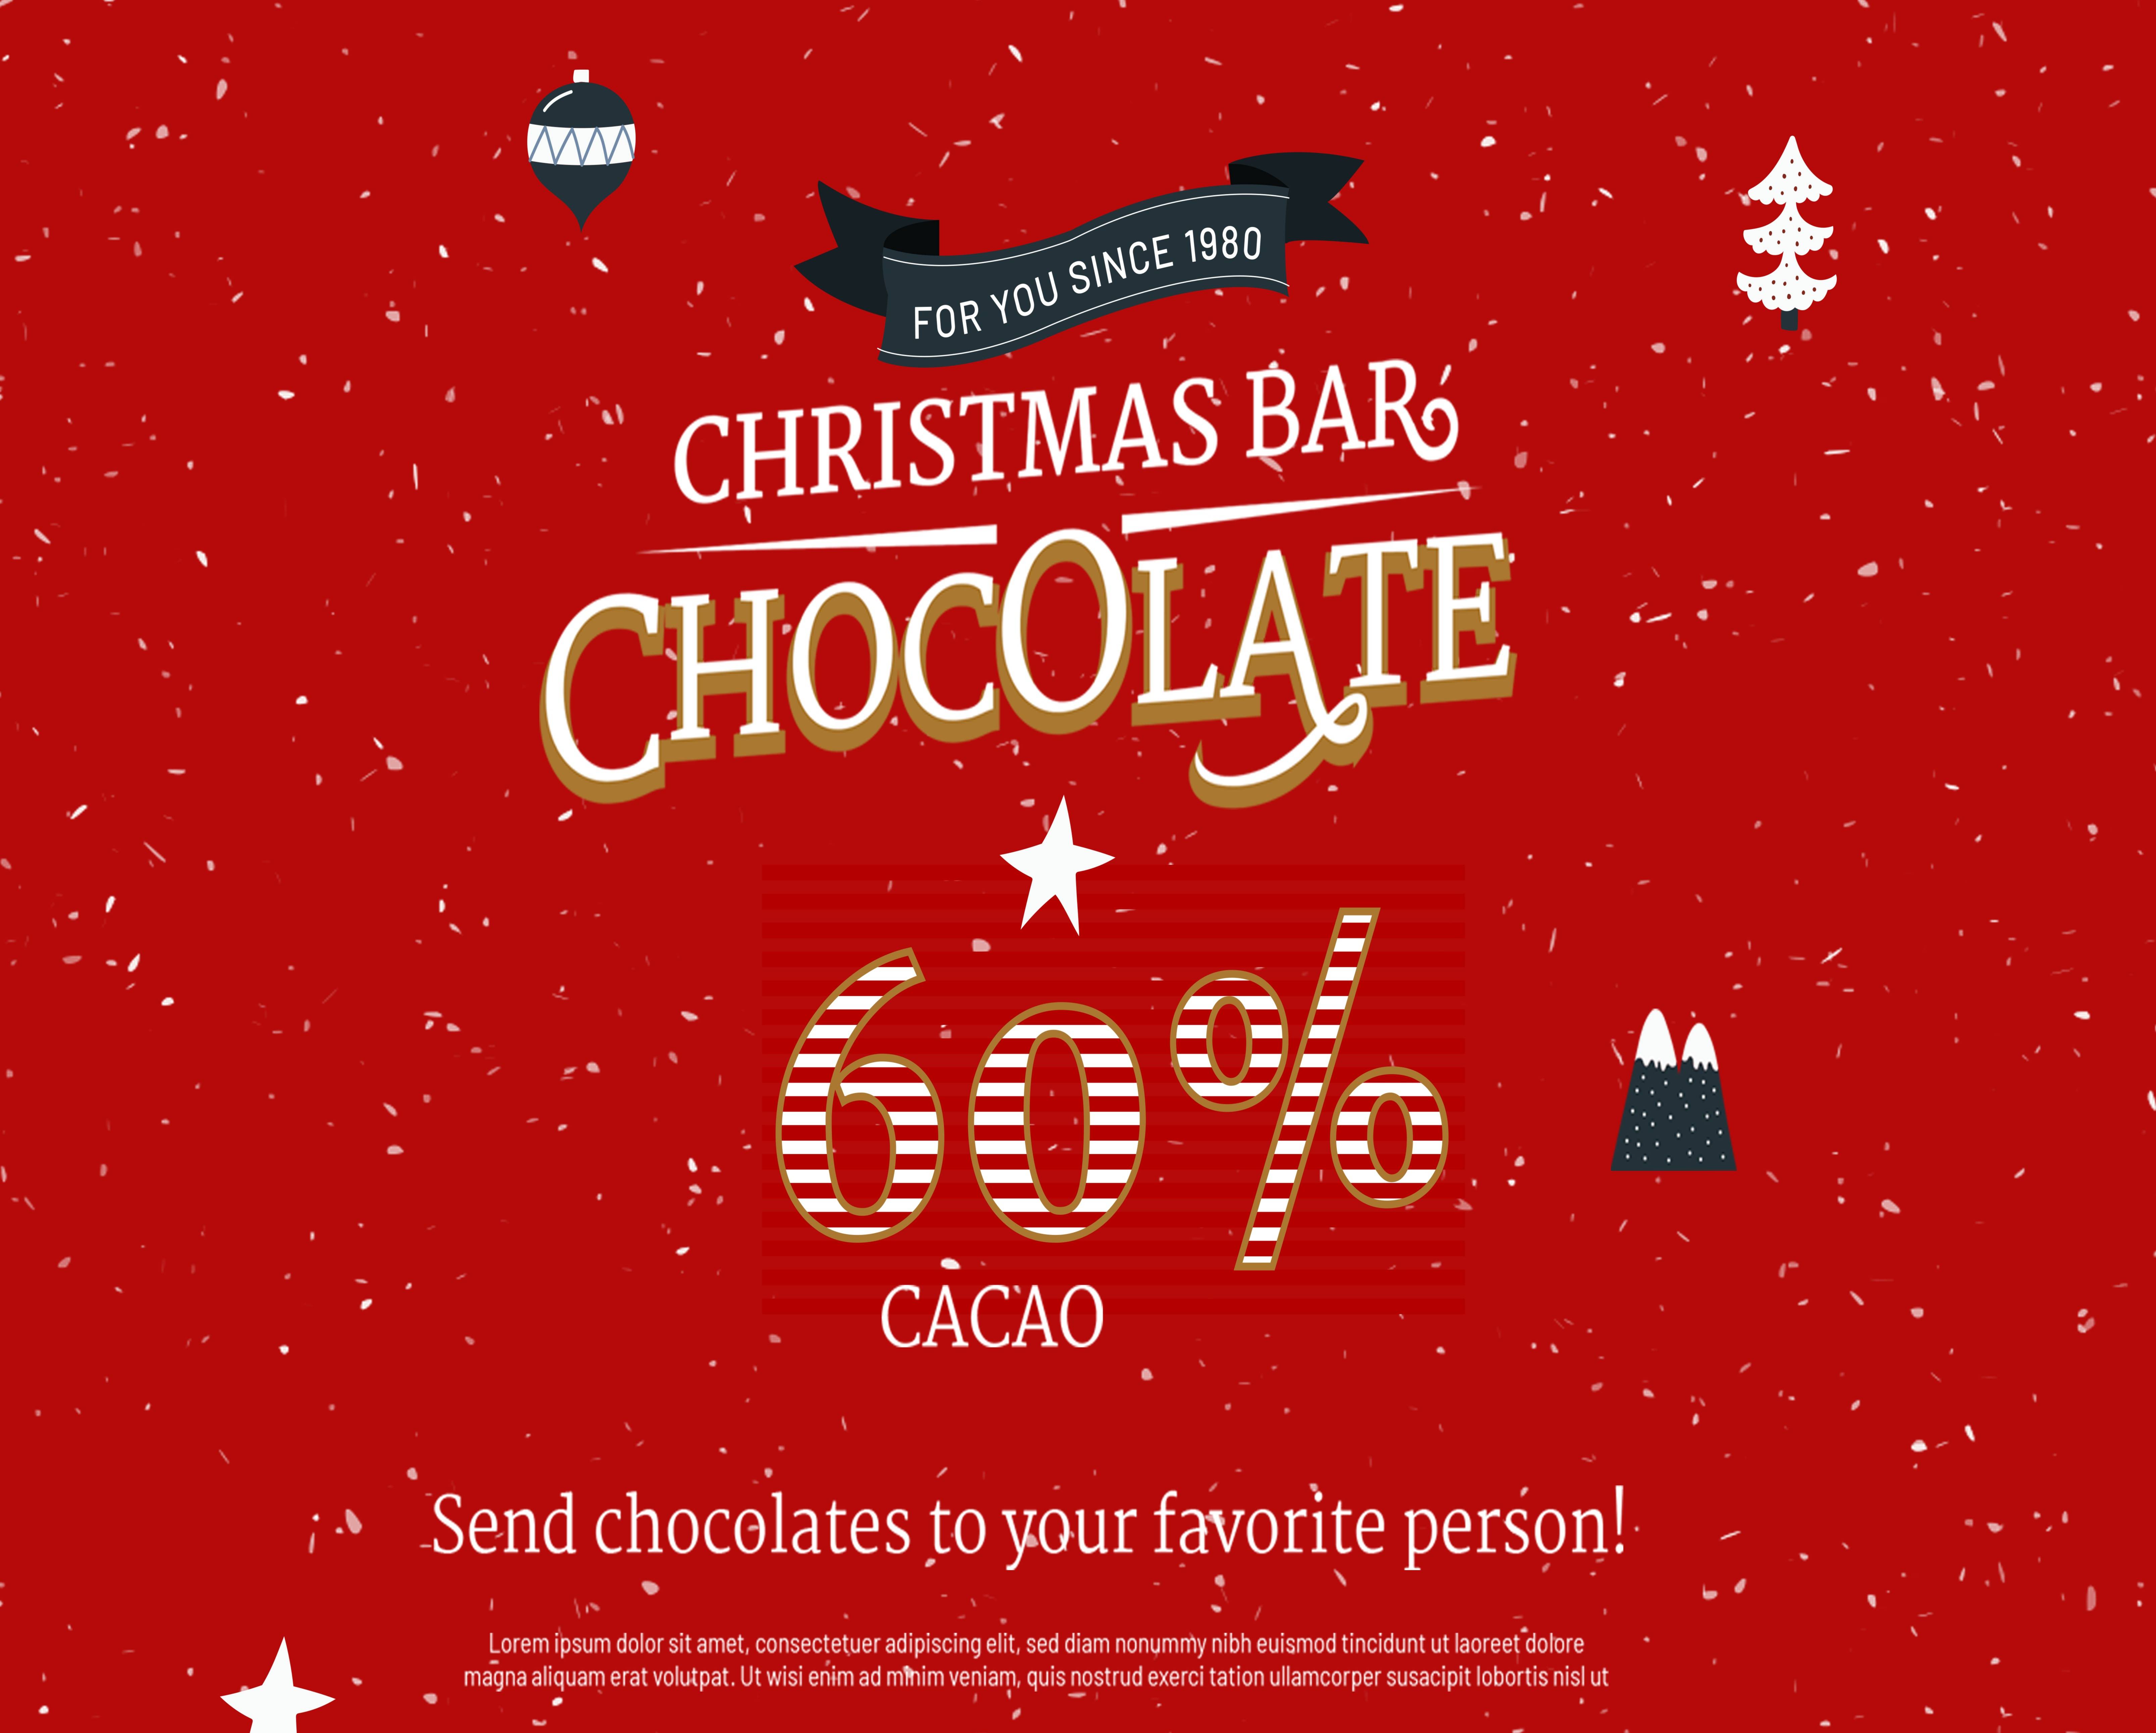 FOR YOU SINCE 1980
CHRISTMAS BAR
CHOCOLATE
60%
CACAO
Send chocolates to your favorite person!
Lorem ipsum dolor sit amet, consectetuer adipiscing elit, sed diam nonummy nibh euismod tincidunt ut laoreet dolore
magna aliquam erat volutpat. Ut wisi enim ad minim veniam, quis nostrud exerci tation ullamcorper susacipit lobortis nisl ut